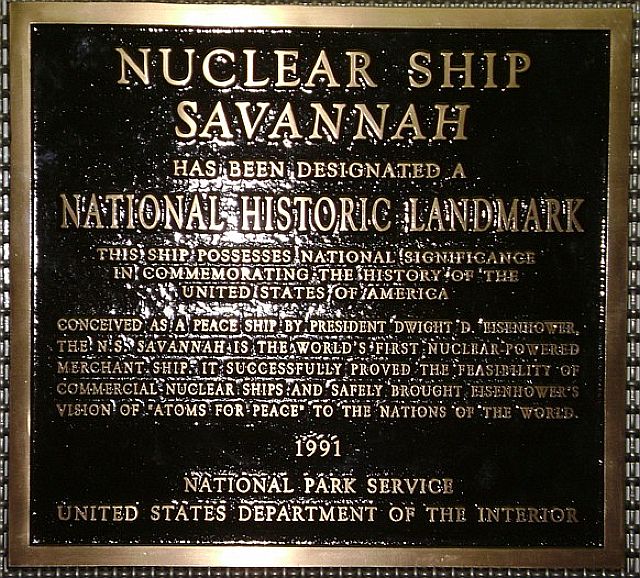 NUCLEAR SHIP
SAVANNAH
HAS BEEN DESIGNATED A
NATIONAL HISTORIC LANDMARK
THIS SHIP POSSESSES NATIONAL SIGNIFICANCE
IN COMMEMORATING THE HISTORY OF THE
UNITED STATES OF AMERICA
CONCEIVED AS A PEACE SHIP BY PRESIDENT DWIGHT D. EISENHOWER,
THE N.S. SAVANNAH IS THE WORLD'S FIRST NUCLEAR-POWERED
MERCHANT SHIP. IT SUCCESSFULLY PROVED THE FEASIBILITY OF
COMMERCIAL NUCLEAR SHIPS AND SAFELY BROUGHT EISENHOWER'S
VISION OF "ATOMS FOR PEACE" TO THE NATIONS OF THE WORLD.
1991
NATIONAL PARK SERVICE
UNITED STATES DEPARTMENT OF THE INTERIOR